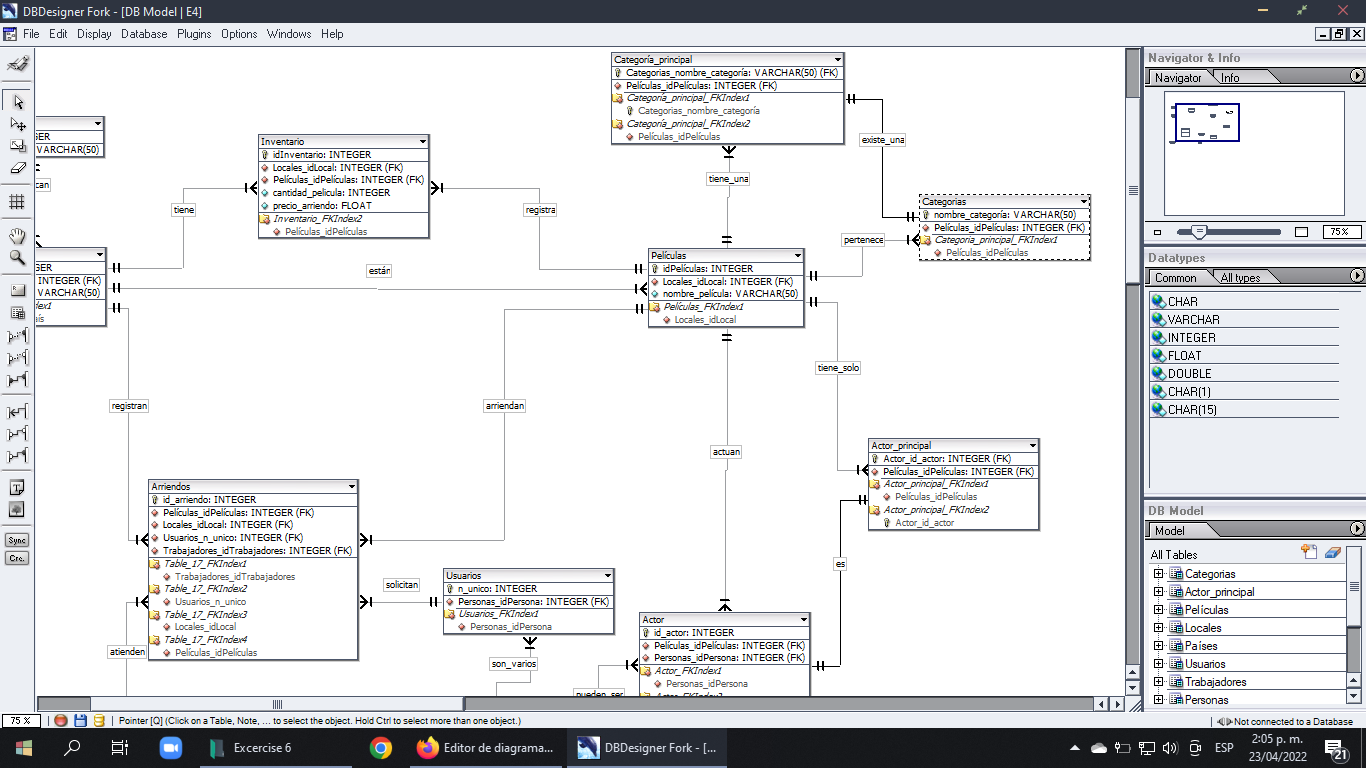 DBDesigner Fork - [DB Model | E4]
File Edit Display Database Plugins Options Windows Help
GER
VARCHAR(50)
can
GER
INTEGER (FK)
VARCHAR(50)
dex1
aís
tiene
Inventario
idInventario: INTEGER
Locales_idLocal: INTEGER (FK)
Películas_idPelículas: INTEGER (FK)
cantidad_pelicula: INTEGER
precio_arriendo: FLOAT
Inventario_FKIndex2
Películas_idPelículas
registra
están
Categoría_principal
Categorias_nombre_categoría: VARCHAR(50) (FK)
Películas_idPelículas: INTEGER (FK)
Categoría_principal_FKIndex1
Categorias_nombre_categoría
Categoría_principal_FKIndex2
Películas_idPelículas
existe_una
tiene_una
Categorias
nombre_categoría: VARCHAR(50)
Películas_idPelículas: INTEGER (FK)
Categoria_principal_FKIndex1
Películas_idPelículas
pertenece
Películas
idPelículas: INTEGER
Locales_idLocal: INTEGER (FK)
nombre_película: VARCHAR(50)
Películas_FKIndex1
Locales_idLocal
tiene_solo
registran
arriendan
actuan
Actor_principal
Actor_id_actor: INTEGER (FK)
Películas_idPelículas: INTEGER (FK)
Actor_principal_FKIndex1
Películas_idPelículas
Actor_principal_FKIndex2
Actor_id_actor
es
Arriendos
id_arriendo: INTEGER
Películas_idPelículas: INTEGER (FK)
Locales_idLocal: INTEGER (FK)
Usuarios_n_unico: INTEGER (FK)
Trabajadores_idTrabajadores: INTEGER (FK)
Table_17_FKIndex1
Trabajadores_idTrabajadores
Table_17_FKIndex2
Usuarios_n_unico
Table_17_FKIndex3
Locales_idLocal
Table_17_FKIndex4
Películas_idPelículas
atienden
solicitan
Usuarios
n_unico: INTEGER
Personas_idPersona: INTEGER (FK)
Usuarios_FKIndex1
Personas_idPersona
son_varios
pueden_ser
Actor
id_actor: INTEGER
Películas_idPelículas: INTEGER (FK)
Personas_idPersona: INTEGER (FK)
Actor_FKIndex1
Personas_idPersona
Actor_FKIndex2
Sync
Cre.
Navigator & Info
Navigator Info
75%
Datatypes
Common All types
CHAR
VARCHAR
INTEGER
FLOAT
DOUBLE
CHAR(1)
CHAR(15)
DB Model
Model
All Tables
Categorias
Actor_principal
Películas
Locales
Países
Usuarios
Trabajadores
Personas
75 % Pointer [Q] (Click on a Table, Note, ... to select the object. Hold Ctrl to select more than one object.) Not connected to a Database
Excercise 6 Editor de diagrama... DBDesigner Fork - [... ESP 2:05 p. m.
23/04/2022 21